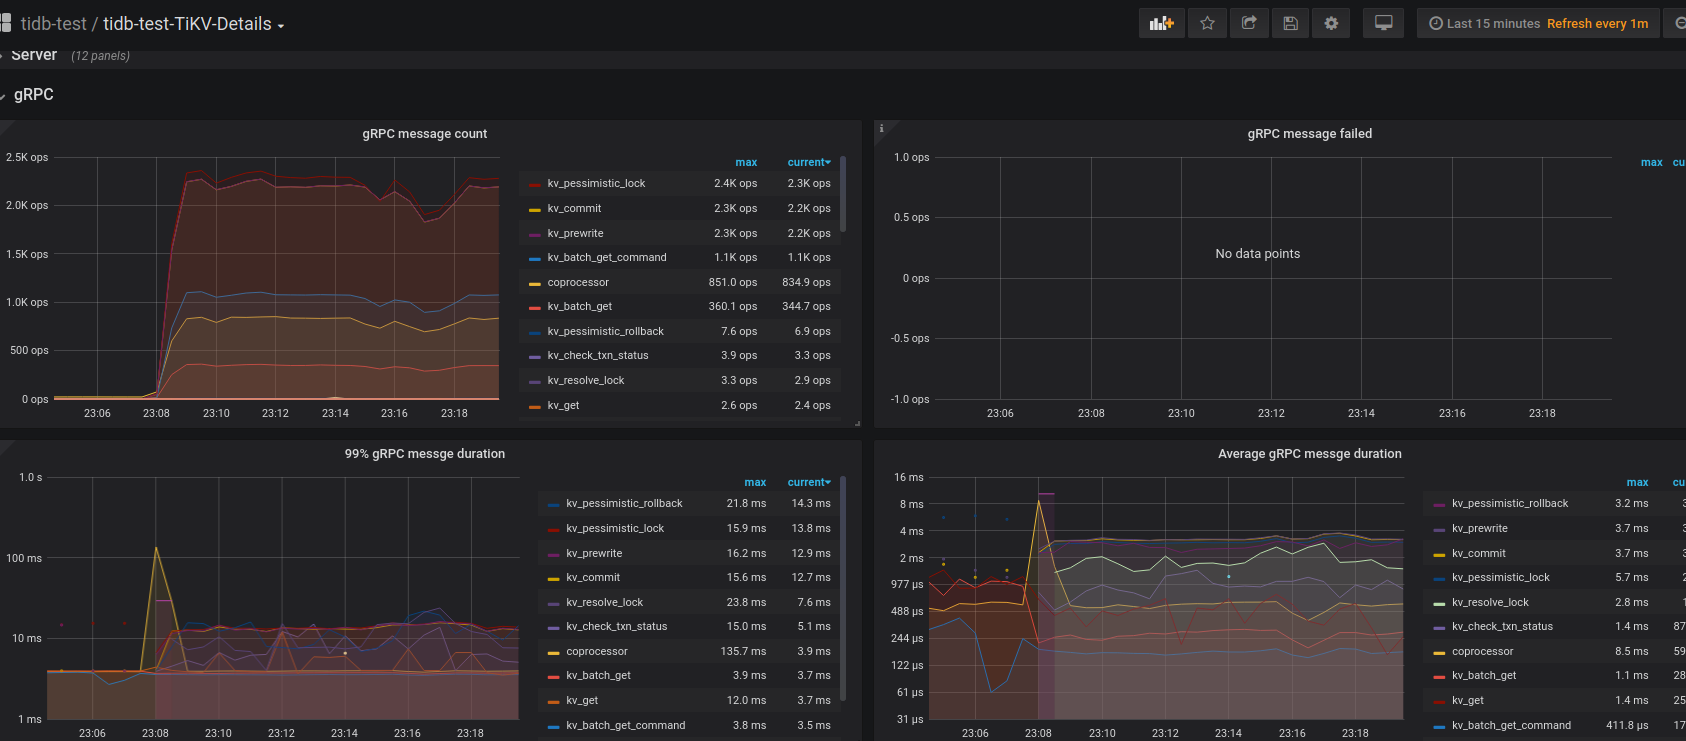 tidb-test / tidb-test-TiKV-Details
Last 15 minutes Refresh every 1m
Server (12 panels)
gRPC
gRPC message count
2.5K ops
2.0K ops
1.5K ops
1.0K ops
500 ops
0 ops
23:06 23:08 23:10 23:12 23:14 23:16 23:18
max current
kv_pessimistic_lock 2.4K ops 2.3K ops
kv_commit 2.3K ops 2.2K ops
kv_prewrite 2.3K ops 2.2K ops
kv_batch_get_command 1.1K ops 1.1K ops
coprocessor 851.0 ops 834.9 ops
kv_batch_get 360.1 ops 344.7 ops
kv_pessimistic_rollback 7.6 ops 6.9 ops
kv_check_txn_status 3.9 ops 3.3 ops
kv_resolve_lock 3.3 ops 2.9 ops
kv_get 2.6 ops 2.4 ops
i
gRPC message failed
1.0 ops
0.5 ops
0 ops
-0.5 ops
-1.0 ops
No data points
23:06 23:08 23:10 23:12 23:14 23:16 23:18
max cu
99% gRPC messge duration
1.0 s
100 ms
10 ms
1 ms
23:06 23:08 23:10 23:12 23:14 23:16 23:18
max current
kv_pessimistic_rollback 21.8 ms 14.3 ms
kv_pessimistic_lock 15.9 ms 13.8 ms
kv_prewrite 16.2 ms 12.9 ms
kv_commit 15.6 ms 12.7 ms
kv_resolve_lock 23.8 ms 7.6 ms
kv_check_txn_status 15.0 ms 5.1 ms
coprocessor 135.7 ms 3.9 ms
kv_batch_get 3.9 ms 3.7 ms
kv_get 12.0 ms 3.7 ms
kv_batch_get_command 3.8 ms 3.5 ms
Average gRPC messge duration
16 ms
8 ms
4 ms
2 ms
977 µs
488 µs
244 µs
122 µs
61 µs
31 µs
23:06 23:08 23:10 23:12 23:14 23:16 23:18
max cu
kv_pessimistic_rollback 3.2 ms 3
kv_prewrite 3.7 ms 3
kv_commit 3.7 ms 3
kv_pessimistic_lock 5.7 ms 2
kv_resolve_lock 2.8 ms 1
kv_check_txn_status 1.4 ms 87
coprocessor 8.5 ms 59
kv_batch_get 1.1 ms 28
kv_get 1.4 ms 25
kv_batch_get_command 411.8 µs 17